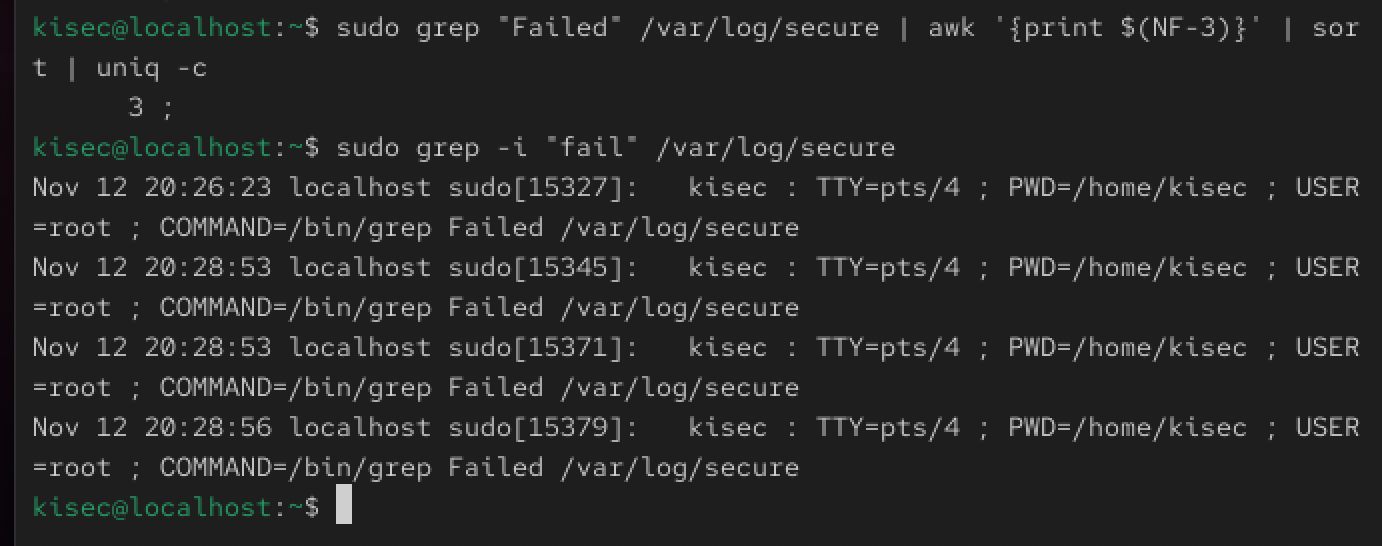 kisec@localhost:~$ sudo grep "Failed" /var/log/secure | awk '{print $(NF-3)}' | sor
t | uniq -c
      3 ;
kisec@localhost:~$ sudo grep -i "fail" /var/log/secure
Nov 12 20:26:23 localhost sudo[15327]:   kisec : TTY=pts/4 ; PWD=/home/kisec ; USER
=root ; COMMAND=/bin/grep Failed /var/log/secure
Nov 12 20:28:53 localhost sudo[15345]:   kisec : TTY=pts/4 ; PWD=/home/kisec ; USER
=root ; COMMAND=/bin/grep Failed /var/log/secure
Nov 12 20:28:53 localhost sudo[15371]:   kisec : TTY=pts/4 ; PWD=/home/kisec ; USER
=root ; COMMAND=/bin/grep Failed /var/log/secure
Nov 12 20:28:56 localhost sudo[15379]:   kisec : TTY=pts/4 ; PWD=/home/kisec ; USER
=root ; COMMAND=/bin/grep Failed /var/log/secure
kisec@localhost:~$